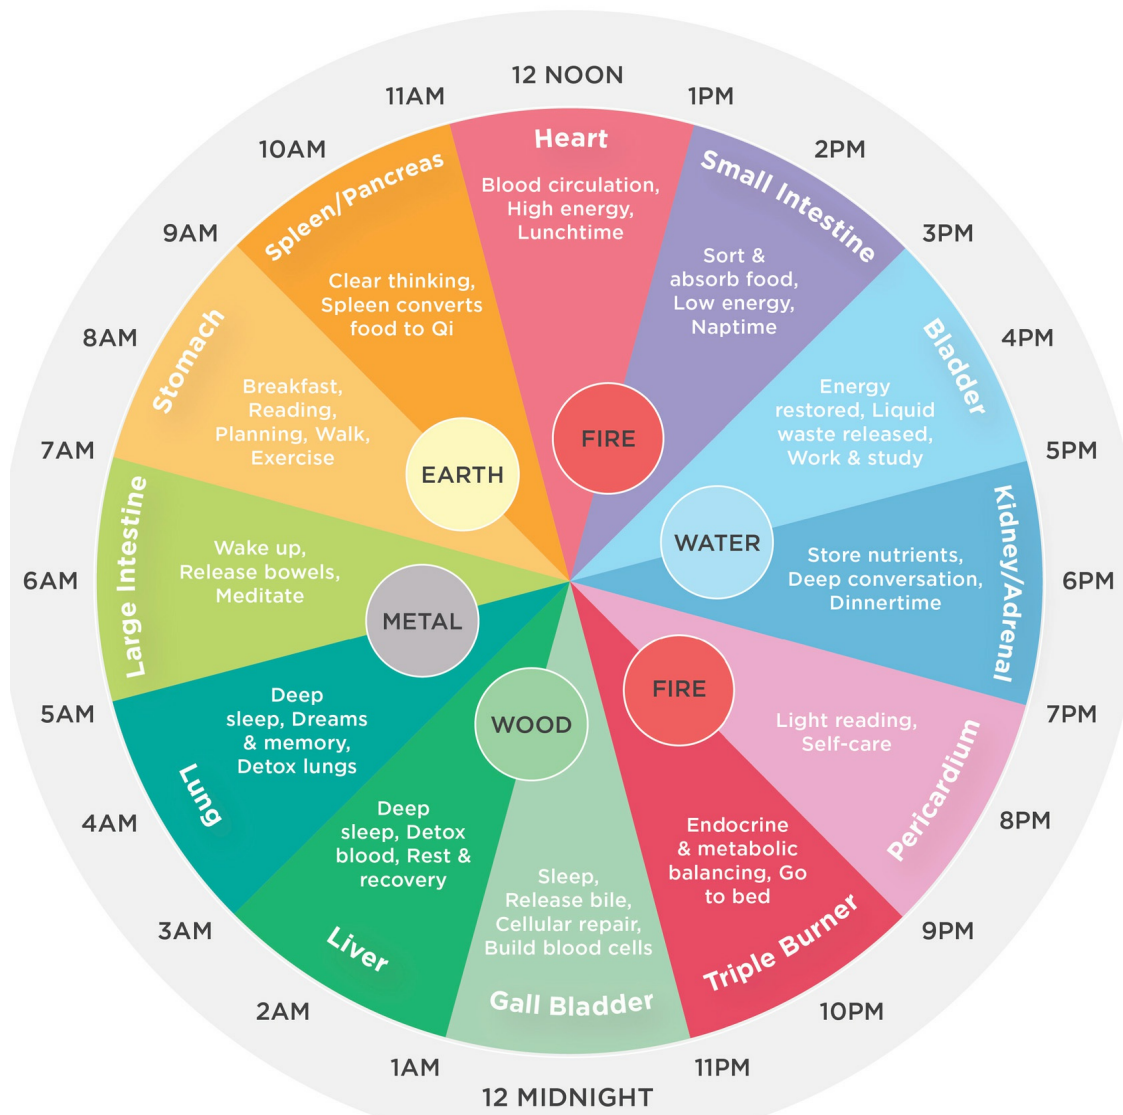 12 NOON
1PM
2PM
3PM
4PM
5PM
6PM
7PM
8PM
9PM
10PM
11PM
12 MIDNIGHT
1AM
2AM
3AM
4AM
5AM
6AM
7AM
8AM
9AM
10AM
11AM
Heart
Blood circulation,
High energy,
Lunchtime
Small Intestine
Sort &
absorb food,
Low energy,
Naptime
FIRE
Bladder
Energy
restored, Liquid
waste released,
Work & study
WATER
Kidney/Adrenal
Store nutrients,
Deep conversation,
Dinnertime
Pericardium
Light reading,
Self-care
FIRE
Triple Burner
Endocrine
& metabolic
balancing, Go
to bed
Gall Bladder
Sleep,
Release bile,
Cellular repair,
Build blood cells
WOOD
Liver
Deep
sleep, Detox
blood, Rest &
recovery
Lung
Deep
sleep, Dreams
& memory,
Detox lungs
METAL
Large Intestine
Wake up,
Release bowels,
Meditate
Stomach
Breakfast,
Reading,
Planning, Walk,
Exercise
EARTH
Spleen/Pancreas
Clear thinking,
Spleen converts
food to Qi